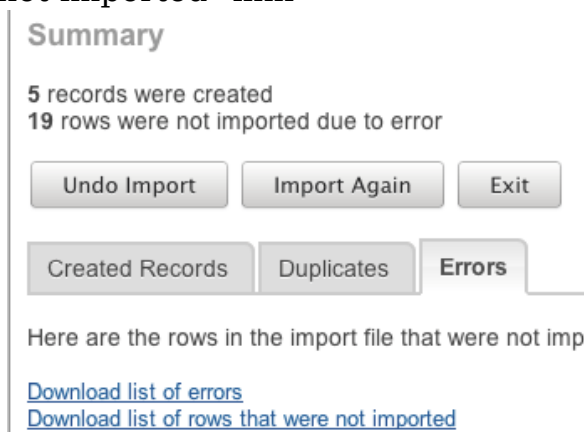 Summary
5 records were created
19 rows were not imported due to error
Undo Import Import Again Exit
Created Records Duplicates Errors
Here are the rows in the import file that were not imp
Download list of errors
Download list of rows that were not imported